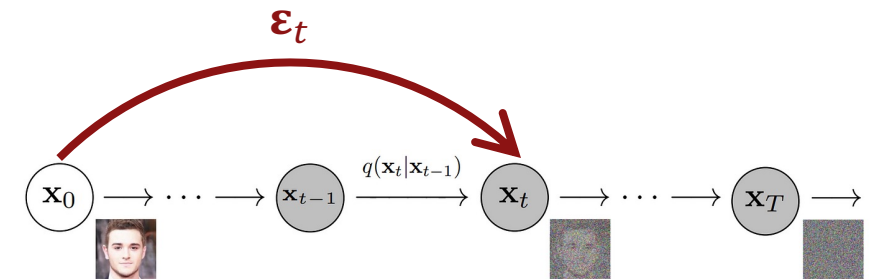 ε_t
q(x_t|x_{t−1})
x_0 ⋯ x_{t−1} x_t ⋯ x_T